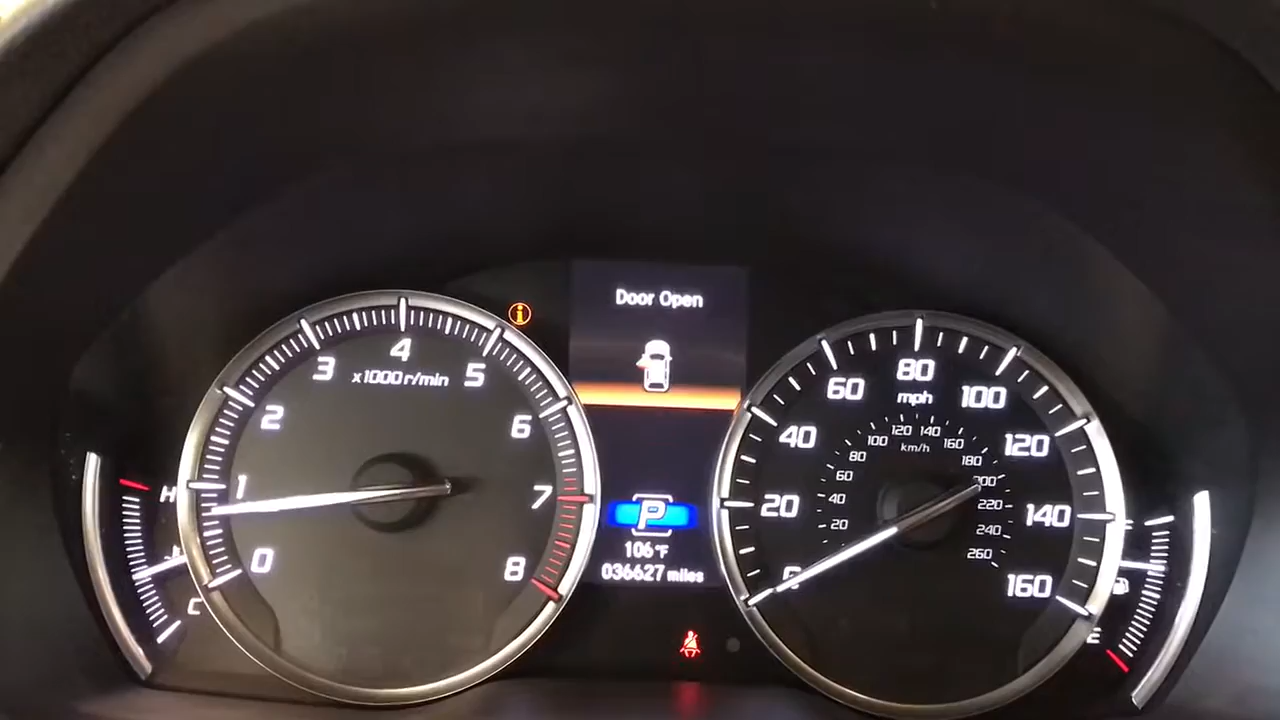 Door Open
4
3
x1000r/min
5
2
6
1
7
0
8
H
C
P
106°F
036627 miles
80
60
mph
100
40
120
20
140
160
120 140
100
160
km/h
80
180
60
200
40
220
20
240
260
E